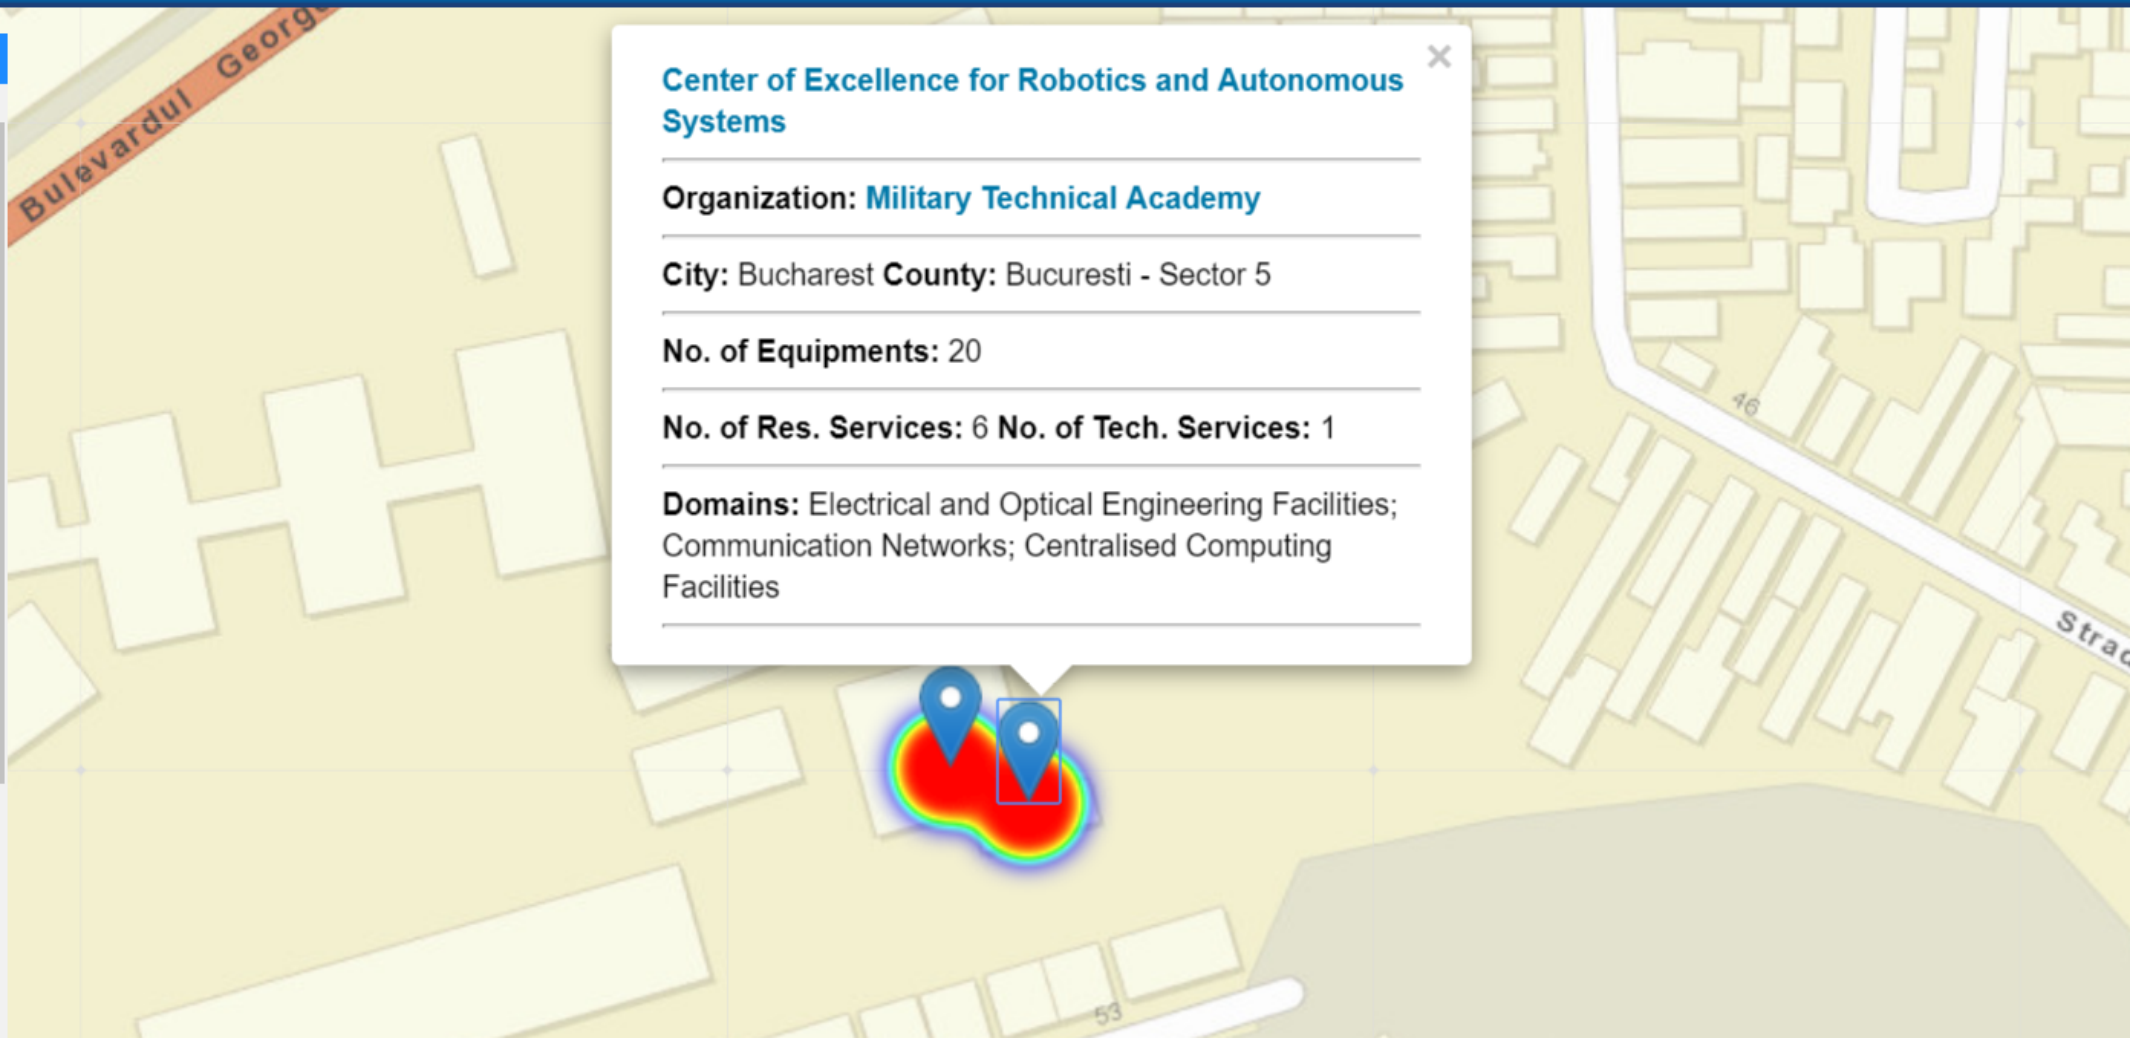 Bulevardul George
Center of Excellence for Robotics and Autonomous
Systems
×
Organization: Military Technical Academy
City: Bucharest County: Bucuresti - Sector 5
No. of Equipments: 20
No. of Res. Services: 6 No. of Tech. Services: 1
Domains: Electrical and Optical Engineering Facilities;
Communication Networks; Centralised Computing
Facilities
46
Strad
53